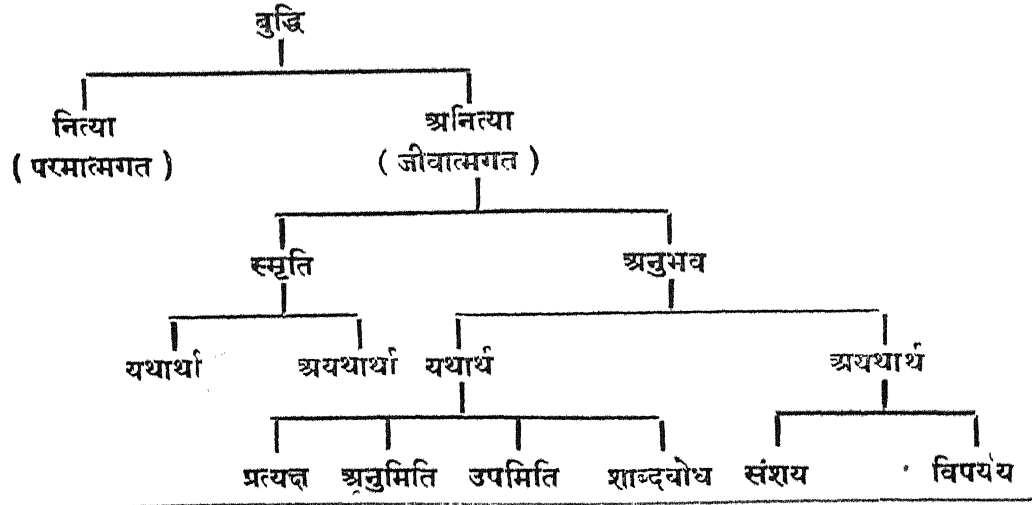 बुद्धि
नित्या अनित्या
( परमात्मगत ) ( जीवात्मगत )
स्मृति अनुभव
यथार्था अयथार्था यथार्थ अयथार्थ
प्रत्यक्ष अनुमिति उपमिति शाब्दबोध संशय विपर्यय